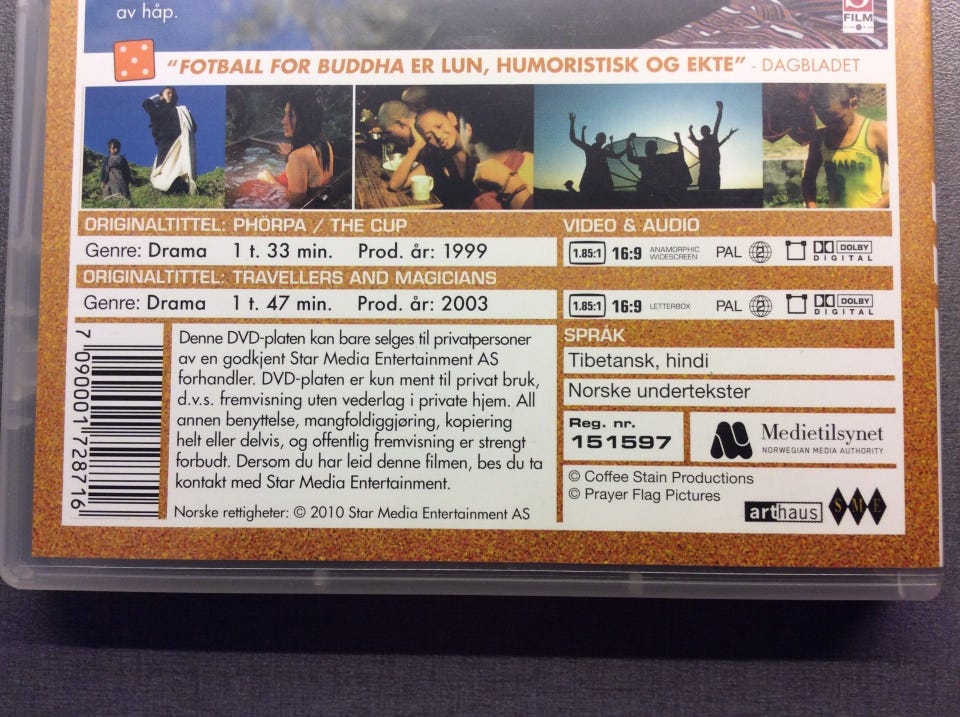 av håp.
FILM
"FOTBALL FOR BUDDHA ER LUN, HUMORISTISK OG EKTE" - DAGBLADET
ORIGINALTITTEL: PHÖRPA / THE CUP
Genre: Drama 1 t. 33 min. Prod. år: 1999
ORIGINALTITTEL: TRAVELLERS AND MAGICIANS
Genre: Drama 1 t. 47 min. Prod. år: 2003
VIDEO & AUDIO
1.85:1 16:9 ANAMORPHIC WIDESCREEN PAL 2 DOLBY DIGITAL
1.85:1 16:9 LETTERBOX PAL 2 DOLBY DIGITAL
SPRÅK
Tibetansk, hindi
Norske undertekster
7 090001 728716
Denne DVD-platen kan bare selges til privatpersoner
av en godkjent Star Media Entertainment AS
forhandler. DVD-platen er kun ment til privat bruk,
d.v.s. fremvisning uten vederlag i private hjem. All
annen benyttelse, mangfoldiggjøring, kopiering
helt eller delvis, og offentlig fremvisning er strengt
forbudt. Dersom du har leid denne filmen, bes du ta
kontakt med Star Media Entertainment.
Norske rettigheter: © 2010 Star Media Entertainment AS
Reg. nr.
151597
Medietilsynet
NORWEGIAN MEDIA AUTHORITY
© Coffee Stain Productions
© Prayer Flag Pictures
arthaus
SME